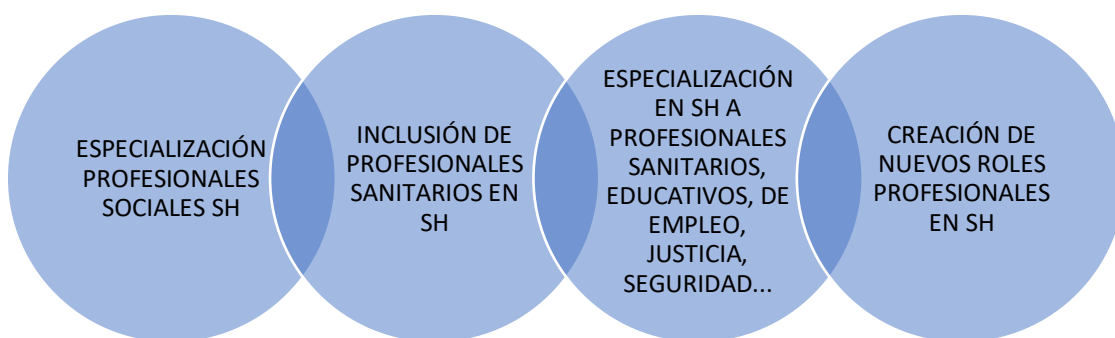 ESPECIALIZACIÓN
PROFESIONALES
SOCIALES SH
INCLUSIÓN DE
PROFESIONALES
SANITARIOS EN
SH
ESPECIALIZACIÓN
EN SH A
PROFESIONALES
SANITARIOS,
EDUCATIVOS, DE
EMPLEO,
JUSTICIA,
SEGURIDAD...
CREACIÓN DE
NUEVOS ROLES
PROFESIONALES
EN SH